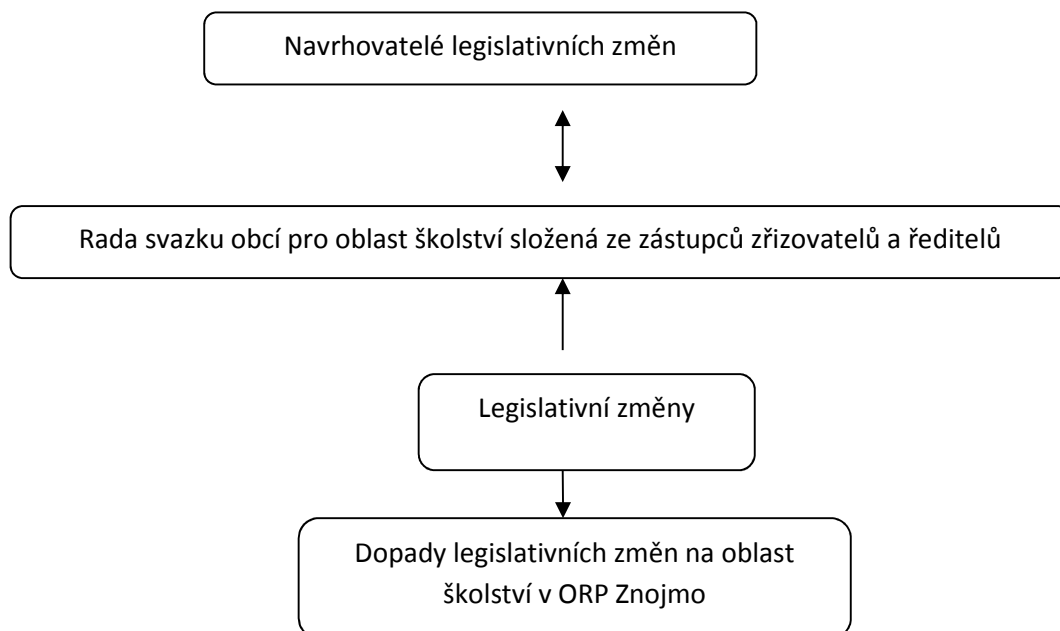 Navrhovatelé legislativních změn
Rada svazku obcí pro oblast školství složená ze zástupců zřizovatelů a ředitelů
Legislativní změny
Dopady legislativních změn na oblast
školství v ORP Znojmo